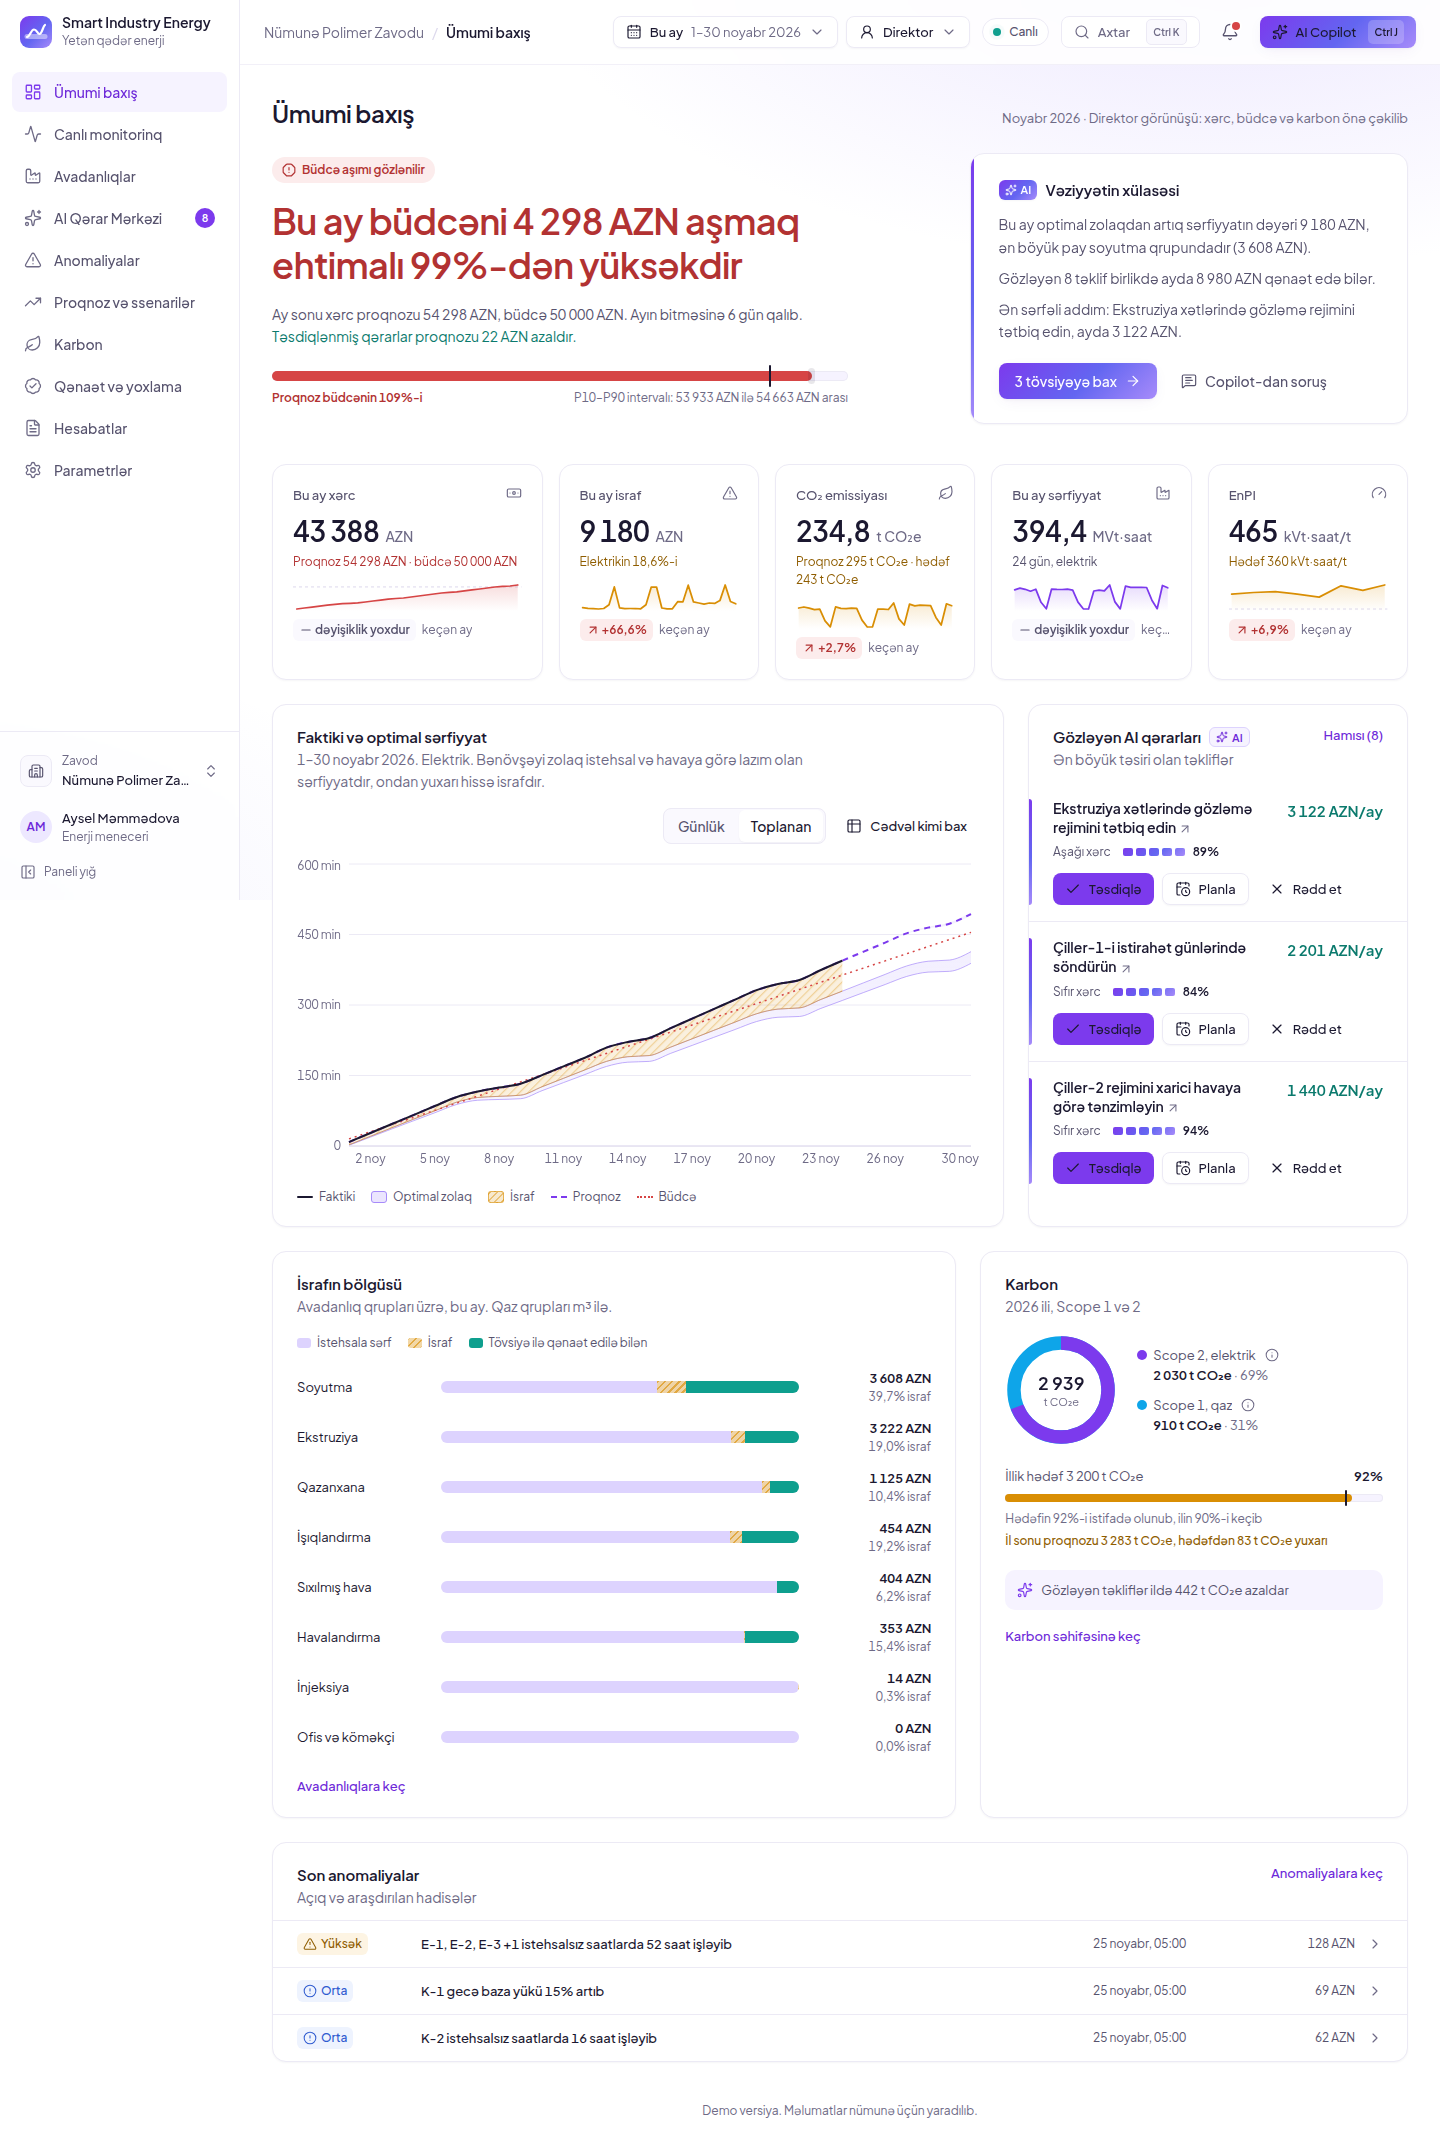 Smart Industry Energy
Yetən qədər enerji
Ümumi baxış
Canlı monitorinq
Avadanlıqlar
AI Qərar Mərkəzi 8
Anomaliyalar
Proqnoz və ssenarilər
Karbon
Qənaət və yoxlama
Hesabatlar
Parametrlər
Zavod
Nümunə Polimer Za...
AM
Aysel Məmmədova
Enerji meneceri
Paneli yığ
Nümunə Polimer Zavodu / Ümumi baxış
Bu ay 1–30 noyabr 2026
Direktor
Canlı
Axtar Ctrl K
AI Copilot Ctrl J
Ümumi baxış
Noyabr 2026 · Direktor görünüşü: xərc, büdcə və karbon önə çəkilib
Büdcə aşımı gözlənilir
Bu ay büdcəni 4 298 AZN aşmaq
ehtimalı 99%-dən yüksəkdir
Ay sonu xərc proqnozu 54 298 AZN, büdcə 50 000 AZN. Ayın bitməsinə 6 gün qalıb.
Təsdiqlənmiş qərarlar proqnozu 22 AZN azaldır.
Proqnoz büdcənin 109%-i
P10–P90 intervalı: 53 933 AZN ilə 54 663 AZN arası
AI Vəziyyətin xülasəsi
Bu ay optimal zolaqdan artıq sərfiyyatın dəyəri 9 180 AZN,
ən böyük pay soyutma qrupundadır (3 608 AZN).
Gözləyən 8 təklif birlikdə ayda 8 980 AZN qənaət edə bilər.
Ən sərfəli addım: Ekstruziya xətlərində gözləmə rejimini
tətbiq edin, ayda 3 122 AZN.
3 tövsiyəyə bax
Copilot-dan soruş
Bu ay xərc
43 388 AZN
Proqnoz 54 298 AZN · büdcə 50 000 AZN
dəyişiklik yoxdur keçən ay
Bu ay israf
9 180 AZN
Elektrikin 18,6%-i
+66,6% keçən ay
CO₂ emissiyası
234,8 t CO₂e
Proqnoz 295 t CO₂e · hədəf
243 t CO₂e
+2,7% keçən ay
Bu ay sərfiyyat
394,4 MVt·saat
24 gün, elektrik
dəyişiklik yoxdur keç...
EnPI
465 kVt·saat/t
Hədəf 360 kVt·saat/t
+6,9% keçən ay
Faktiki və optimal sərfiyyat
1–30 noyabr 2026. Elektrik. Bənövşəyi zolaq istehsal və havaya görə lazım olan
sərfiyyatdır, ondan yuxarı hissə israfdır.
Günlük Toplanan Cədvəl kimi bax
600 min
450 min
300 min
150 min
0
2 noy 5 noy 8 noy 11 noy 14 noy 17 noy 20 noy 23 noy 26 noy 30 noy
Faktiki Optimal zolaq İsraf Proqnoz Büdcə
Gözləyən AI qərarları AI Hamısı (8)
Ən böyük təsiri olan təkliflər
Ekstruziya xətlərində gözləmə
rejimini tətbiq edin
3 122 AZN/ay
Aşağı xərc 89%
Təsdiqlə Planla Rədd et
Çiller-1-i istirahət günlərində
söndürün
2 201 AZN/ay
Sıfır xərc 84%
Təsdiqlə Planla Rədd et
Çiller-2 rejimini xarici havaya
görə tənzimləyin
1 440 AZN/ay
Sıfır xərc 94%
Təsdiqlə Planla Rədd et
İsrafın bölgüsü
Avadanlıq qrupları üzrə, bu ay. Qaz qrupları m³ ilə.
İstehsala sərf İsraf Tövsiyə ilə qənaət edilə bilən
Soyutma 3 608 AZN
39,7% israf
Ekstruziya 3 222 AZN
19,0% israf
Qazanxana 1 125 AZN
10,4% israf
İşıqlandırma 454 AZN
19,2% israf
Sıxılmış hava 404 AZN
6,2% israf
Havalandırma 353 AZN
15,4% israf
İnjeksiya 14 AZN
0,3% israf
Ofis və köməkçi 0 AZN
0,0% israf
Avadanlıqlara keç
Karbon
2026 ili, Scope 1 və 2
2 939
t CO₂e
Scope 2, elektrik
2 030 t CO₂e · 69%
Scope 1, qaz
910 t CO₂e · 31%
İllik hədəf 3 200 t CO₂e 92%
Hədəfin 92%-i istifadə olunub, ilin 90%-i keçib
İl sonu proqnozu 3 283 t CO₂e, hədəfdən 83 t CO₂e yuxarı
Gözləyən təkliflər ildə 442 t CO₂e azaldar
Karbon səhifəsinə keç
Son anomaliyalar Anomaliyalara keç
Açıq və araşdırılan hadisələr
Yüksək E-1, E-2, E-3 +1 istehsalsız saatlarda 52 saat işləyib 25 noyabr, 05:00 128 AZN
Orta K-1 gecə baza yükü 15% artıb 25 noyabr, 05:00 69 AZN
Orta K-2 istehsalsız saatlarda 16 saat işləyib 25 noyabr, 05:00 62 AZN
Demo versiya. Məlumatlar nümunə üçün yaradılıb.